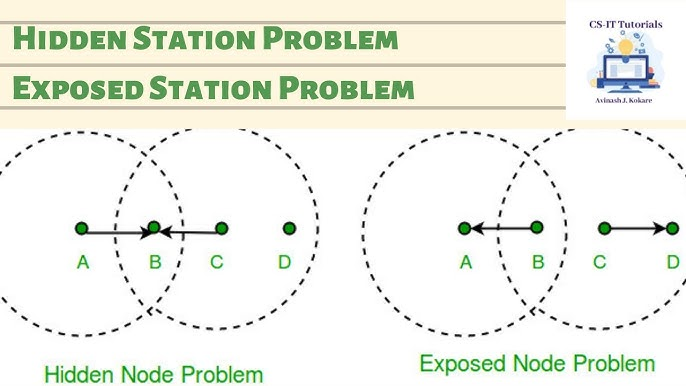 Hidden Station Problem
Exposed Station Problem
CS-IT Tutorials
Avinash J. Kokare
A B C D
Hidden Node Problem
A B C D
Exposed Node Problem